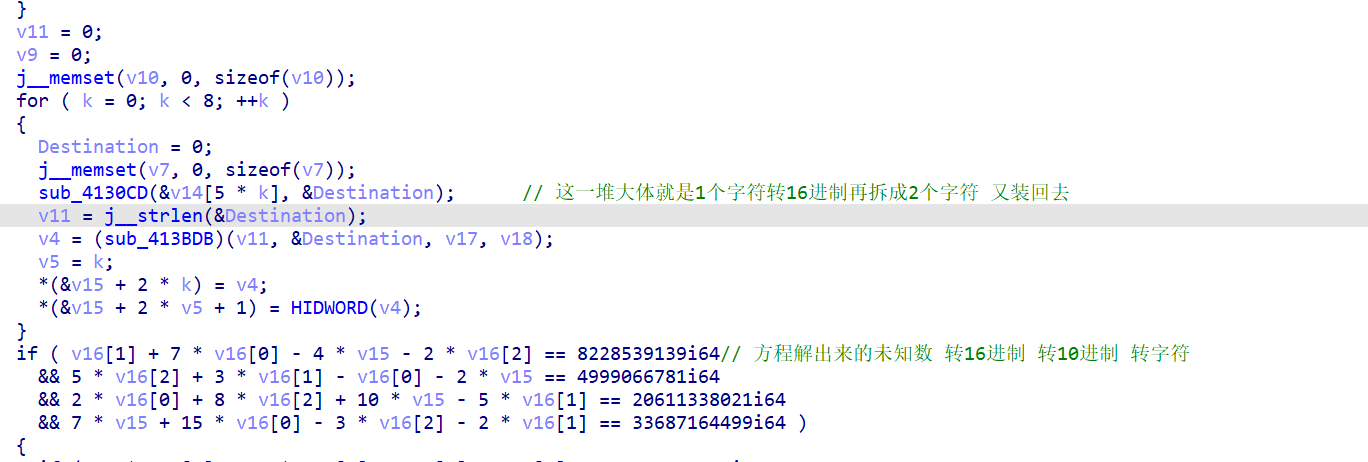 }
v11 = 0;
v9 = 0;
j__memset(v10, 0, sizeof(v10));
for ( k = 0; k < 8; ++k )
{
Destination = 0;
j__memset(v7, 0, sizeof(v7));
sub_4130CD(&v14[5 * k], &Destination); // 这一堆大体就是1个字符转16进制再拆成2个字符 又装回去
v11 = j__strlen(&Destination);
v4 = (sub_413BDB)(v11, &Destination, v17, v18);
v5 = k;
*(&v15 + 2 * k) = v4;
*(&v15 + 2 * v5 + 1) = HIDWORD(v4);
}
if ( v16[1] + 7 * v16[0] - 4 * v15 - 2 * v16[2] == 8228539139i64// 方程解出来的未知数 转16进制 转10进制 转字符
&& 5 * v16[2] + 3 * v16[1] - v16[0] - 2 * v15 == 4999066781i64
&& 2 * v16[0] + 8 * v16[2] + 10 * v15 - 5 * v16[1] == 20611338021i64
&& 7 * v15 + 15 * v16[0] - 3 * v16[2] - 2 * v16[1] == 33687164499i64 )
{